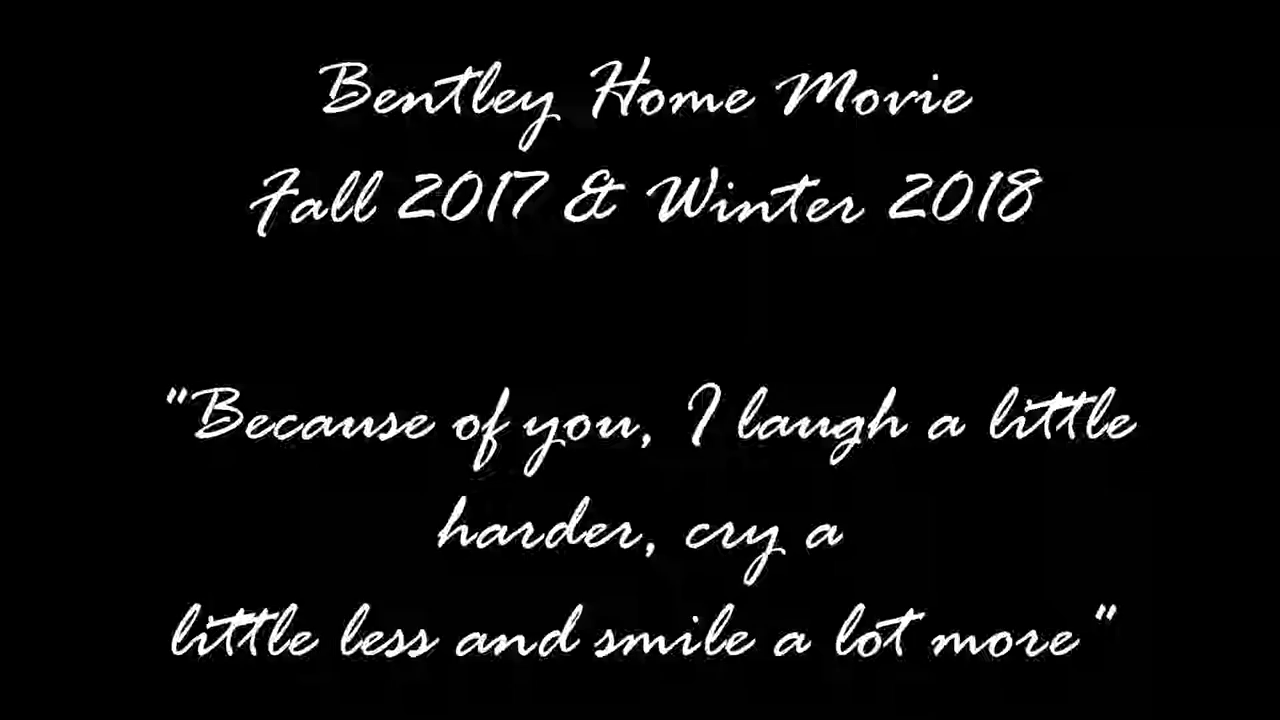 Bentley Home Movie
Fall 2017 & Winter 2018
"Because of you, I laugh a little
harder, cry a
little less and smile a lot more"